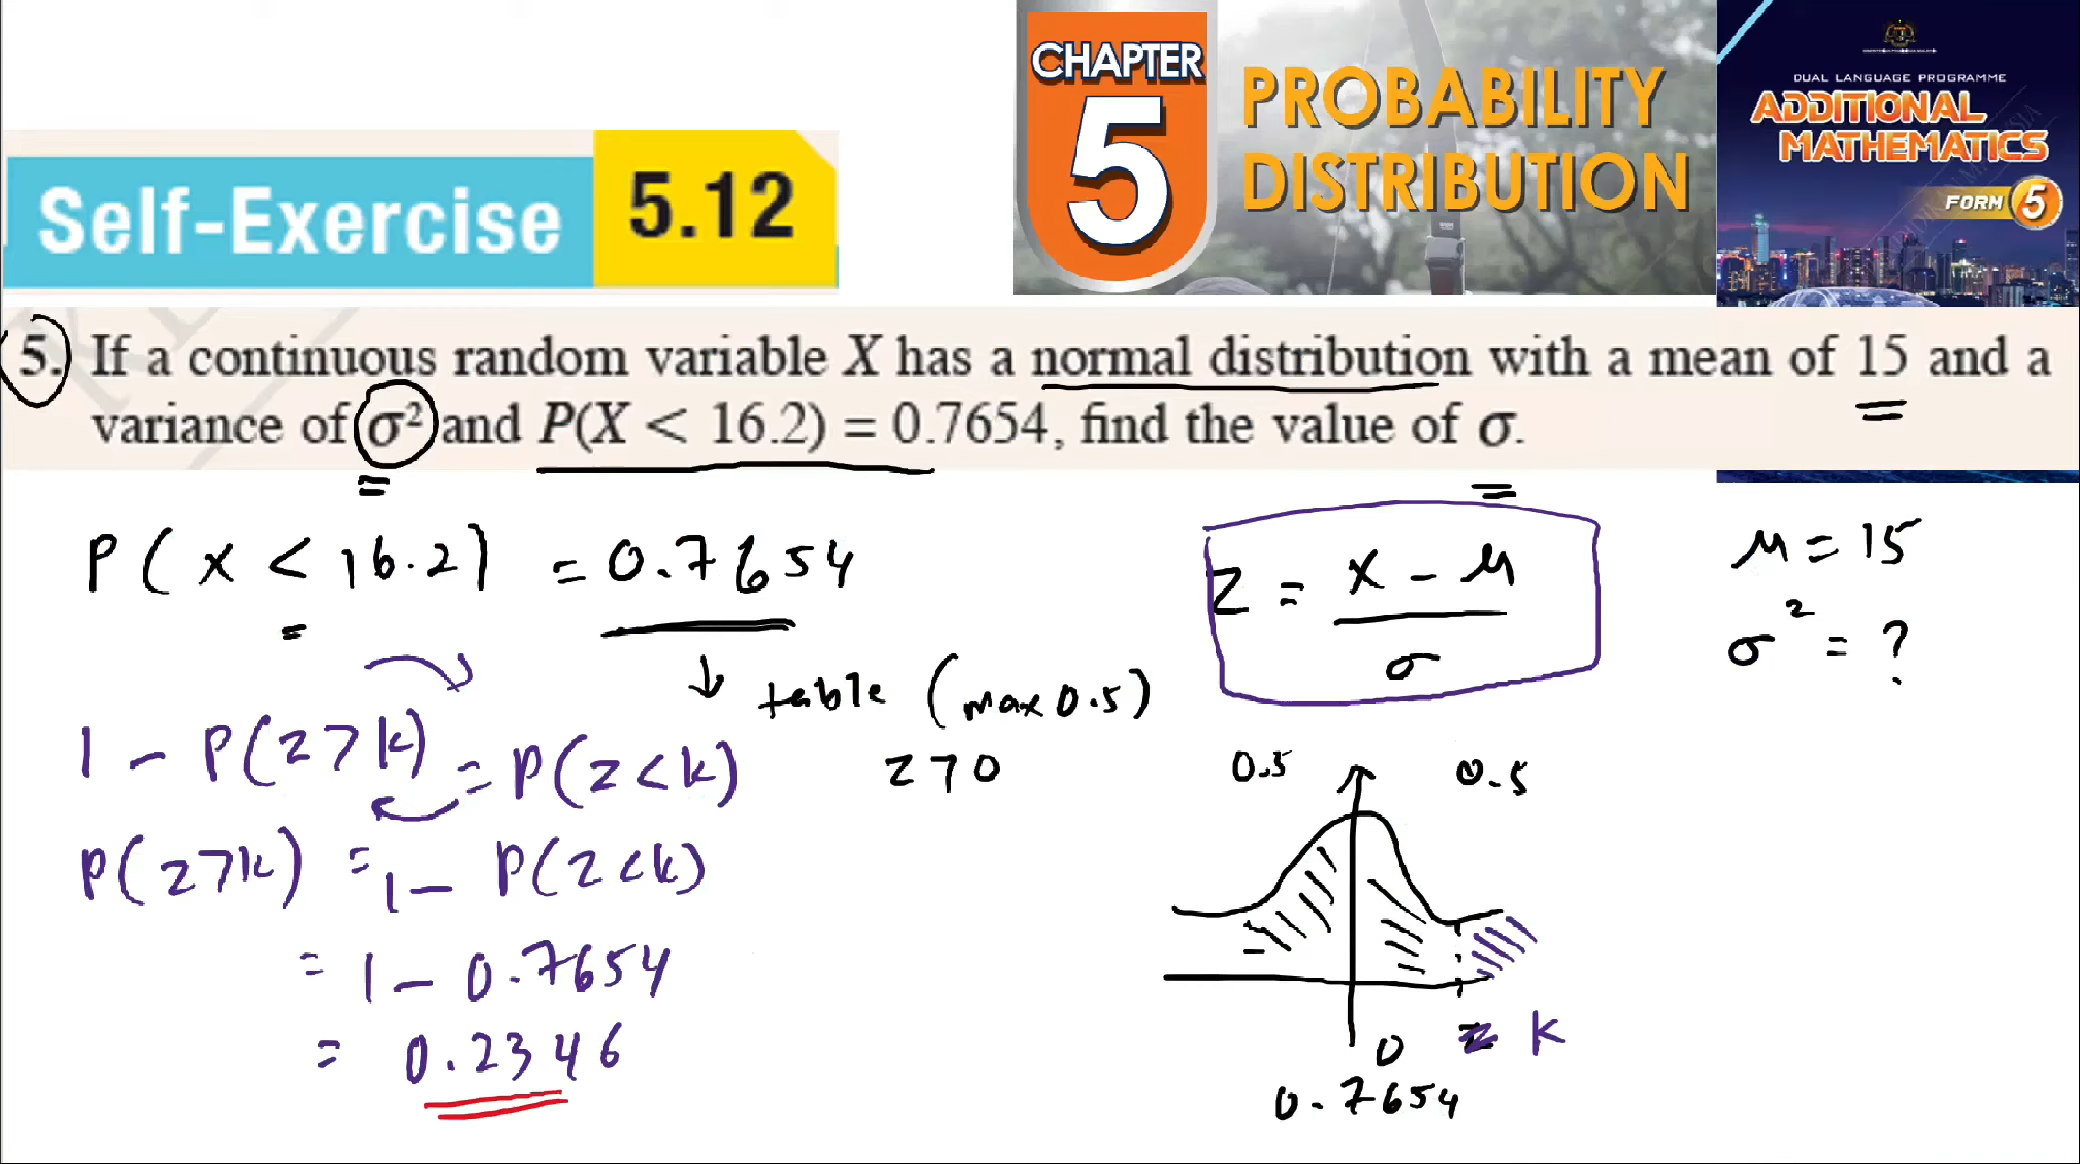 CHAPTER
5
PROBABILITY
DISTRIBUTION
DUAL LANGUAGE PROGRAMME
ADDITIONAL
MATHEMATICS
FORM 5
Self-Exercise 5.12
5. If a continuous random variable X has a normal distribution with a mean of 15 and a
variance of σ² and P(X < 16.2) = 0.7654, find the value of σ.
P(x < 16.2) = 0.7654
table (max 0.5)
z>0
1 - P(z>k) = P(z<k)
P(z>k) = 1 - P(z<k)
= 1 - 0.7654
= 0.2346
z = x - μ / σ
μ = 15
σ² = ?
0.5 0.5
0 k
0.7654